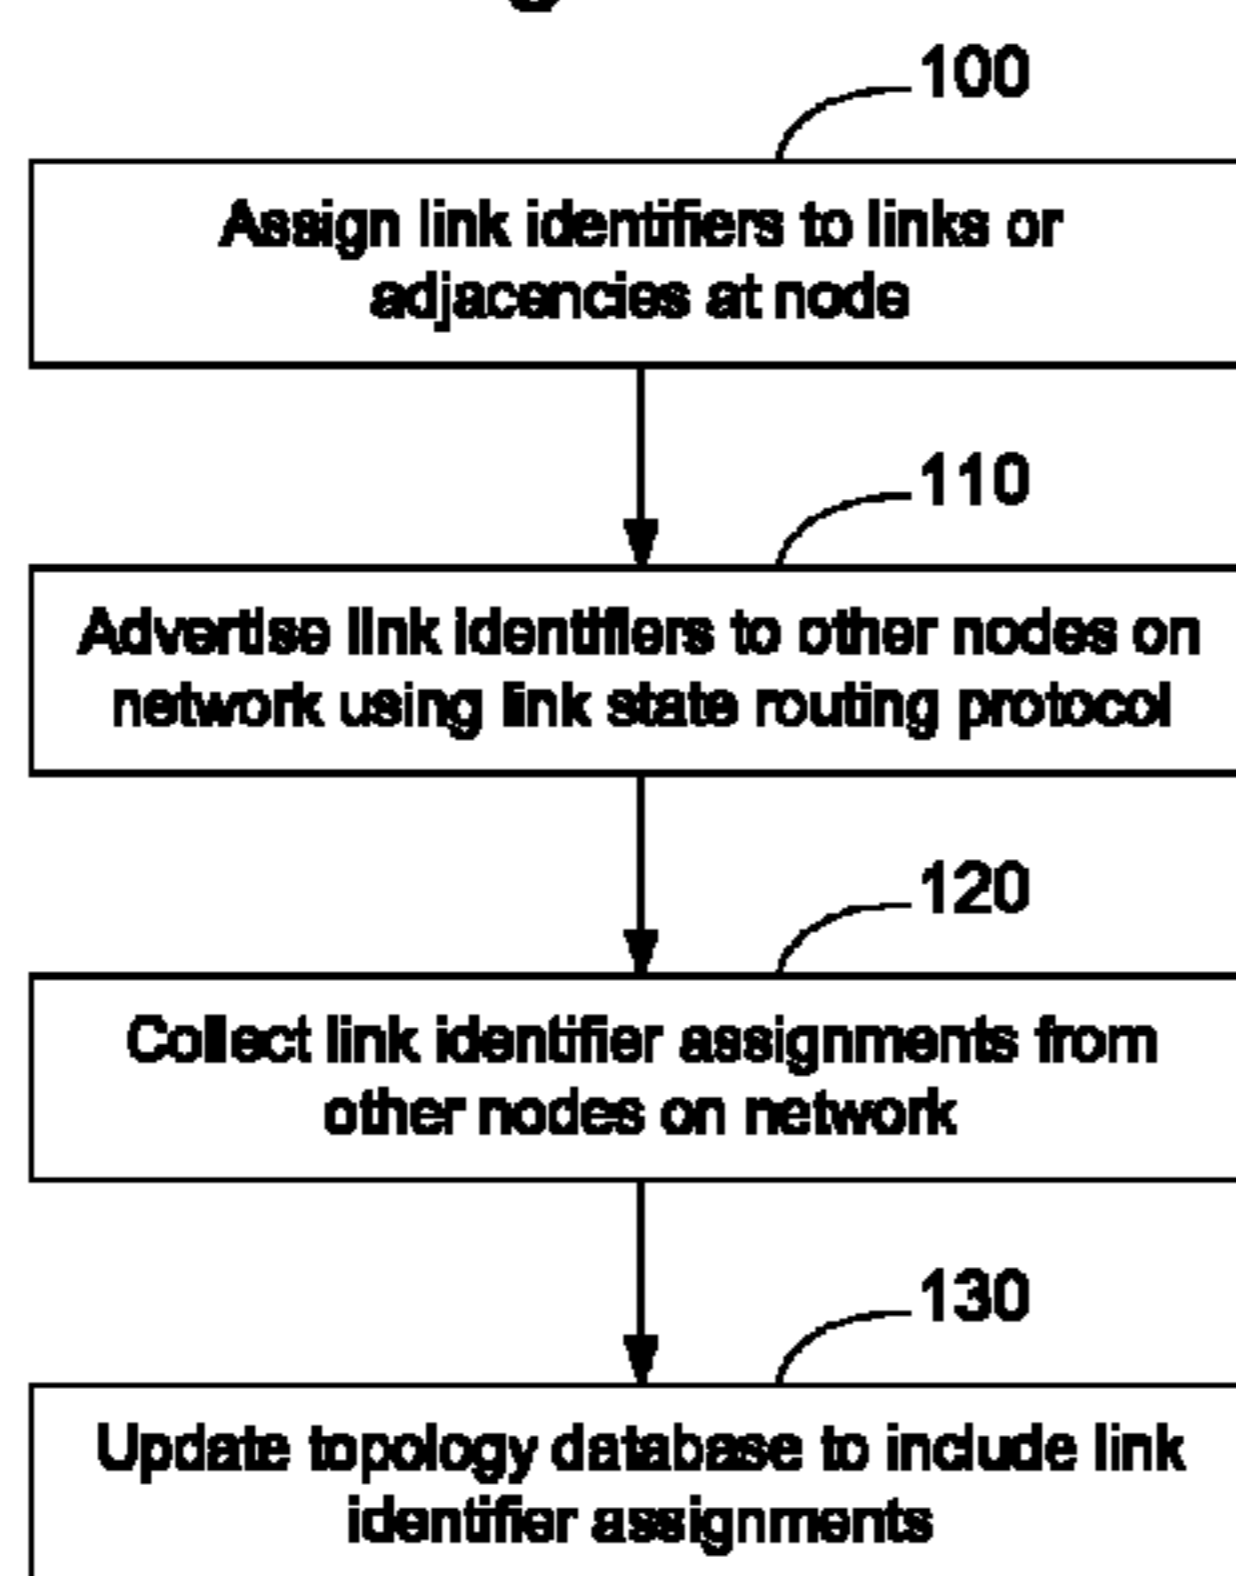 100
Assign link identifiers to links or
adjacencies at node
110
Advertise link identifiers to other nodes on
network using link state routing protocol
120
Collect link identifier assignments from
other nodes on network
130
Update topology database to include link
identifier assignments